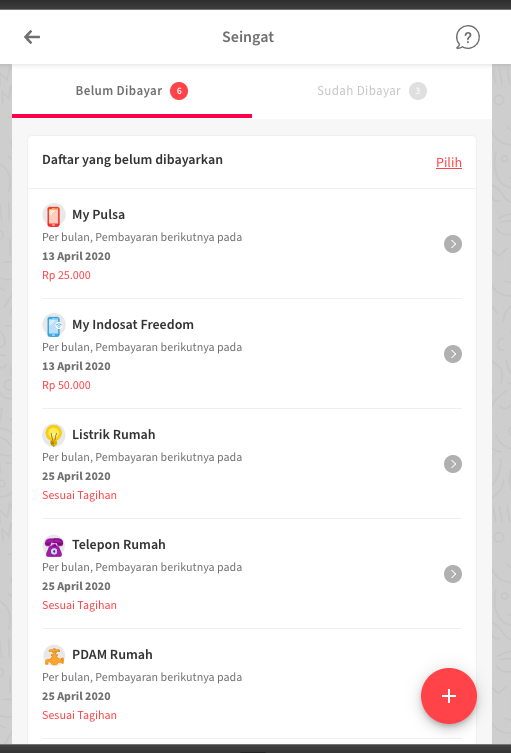 Seingat
?
Belum Dibayar 6
Sudah Dibayar 3
Daftar yang belum dibayarkan
Pilih
My Pulsa
Per bulan, Pembayaran berikutnya pada
13 April 2020
Rp 25.000
My Indosat Freedom
Per bulan, Pembayaran berikutnya pada
13 April 2020
Rp 50.000
Listrik Rumah
Per bulan, Pembayaran berikutnya pada
25 April 2020
Sesuai Tagihan
Telepon Rumah
Per bulan, Pembayaran berikutnya pada
25 April 2020
Sesuai Tagihan
PDAM Rumah
Per bulan, Pembayaran berikutnya pada
25 April 2020
Sesuai Tagihan
+